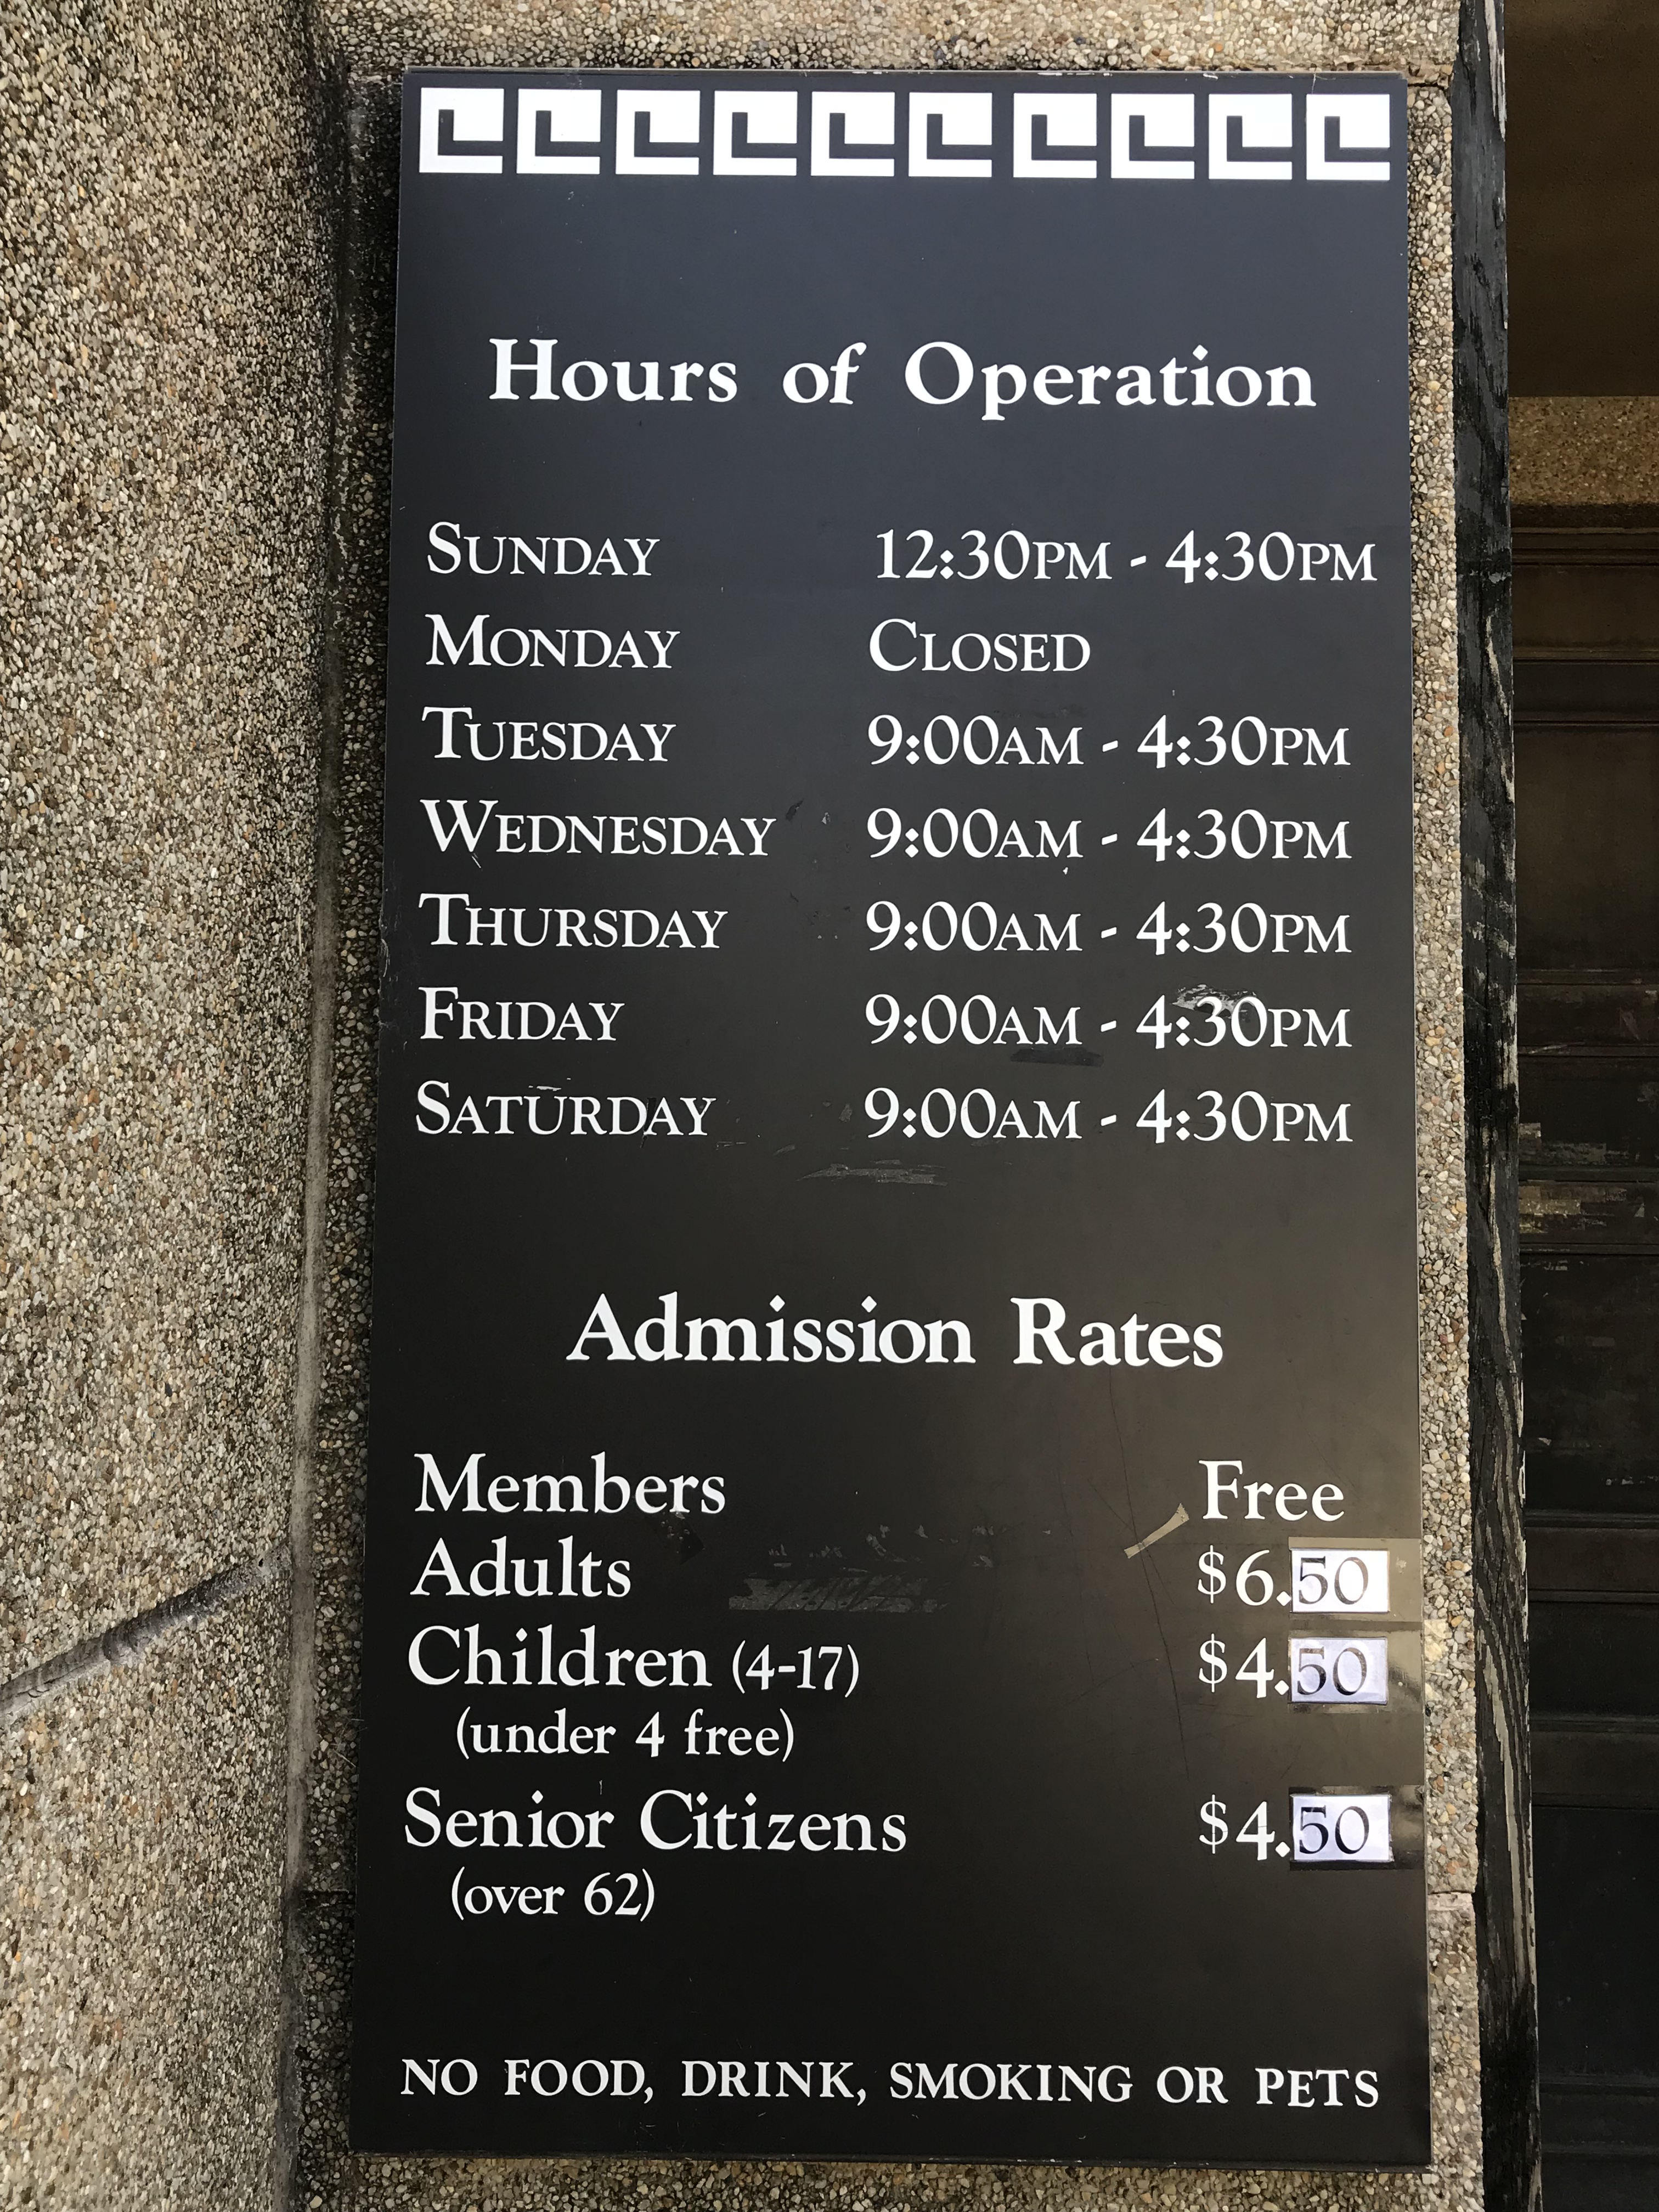 Hours of Operation
SUNDAY 12:30PM - 4:30PM
MONDAY CLOSED
TUESDAY 9:00AM - 4:30PM
WEDNESDAY 9:00AM - 4:30PM
THURSDAY 9:00AM - 4:30PM
FRIDAY 9:00AM - 4:30PM
SATURDAY 9:00AM - 4:30PM
Admission Rates
Members Free
Adults $6.50
Children (4-17) $4.50
(under 4 free)
Senior Citizens $4.50
(over 62)
NO FOOD, DRINK, SMOKING OR PETS